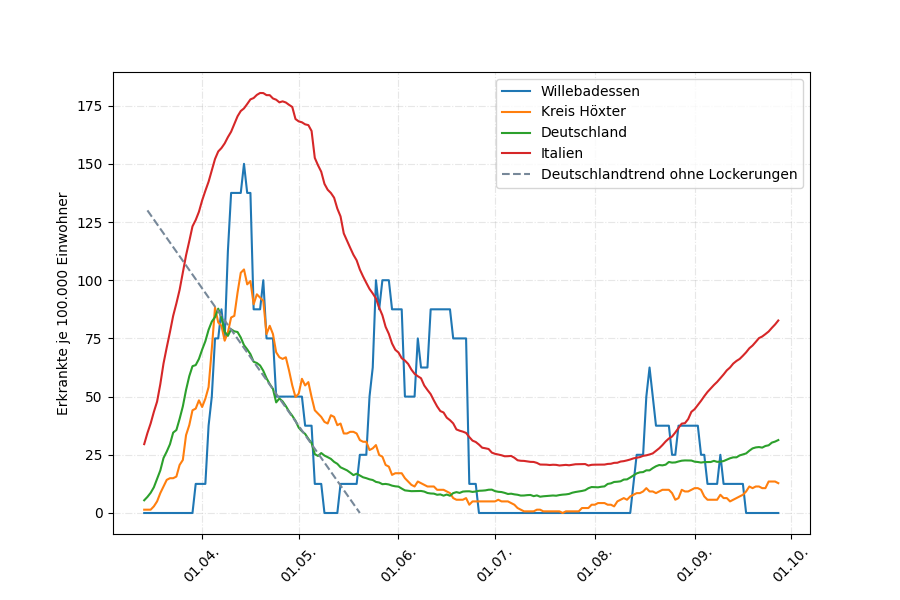 Willebadessen
Kreis Höxter
Deutschland
Italien
Deutschlandtrend ohne Lockerungen
Erkrankte je 100.000 Einwohner
175
150
125
100
75
50
25
0
01.04.
01.05.
01.06.
01.07.
01.08.
01.09.
01.10.